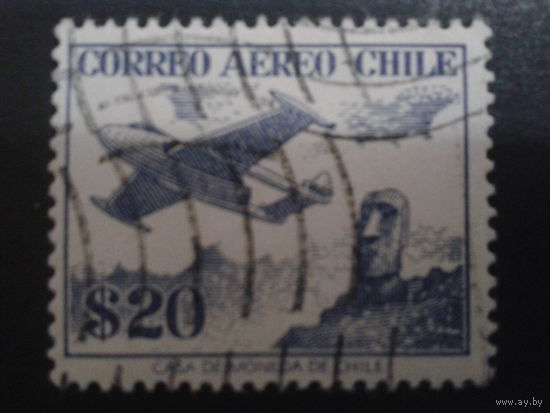 CORREO AEREO - CHILE
$20
CASA DE MONEDA DE CHILE
www.ay.by